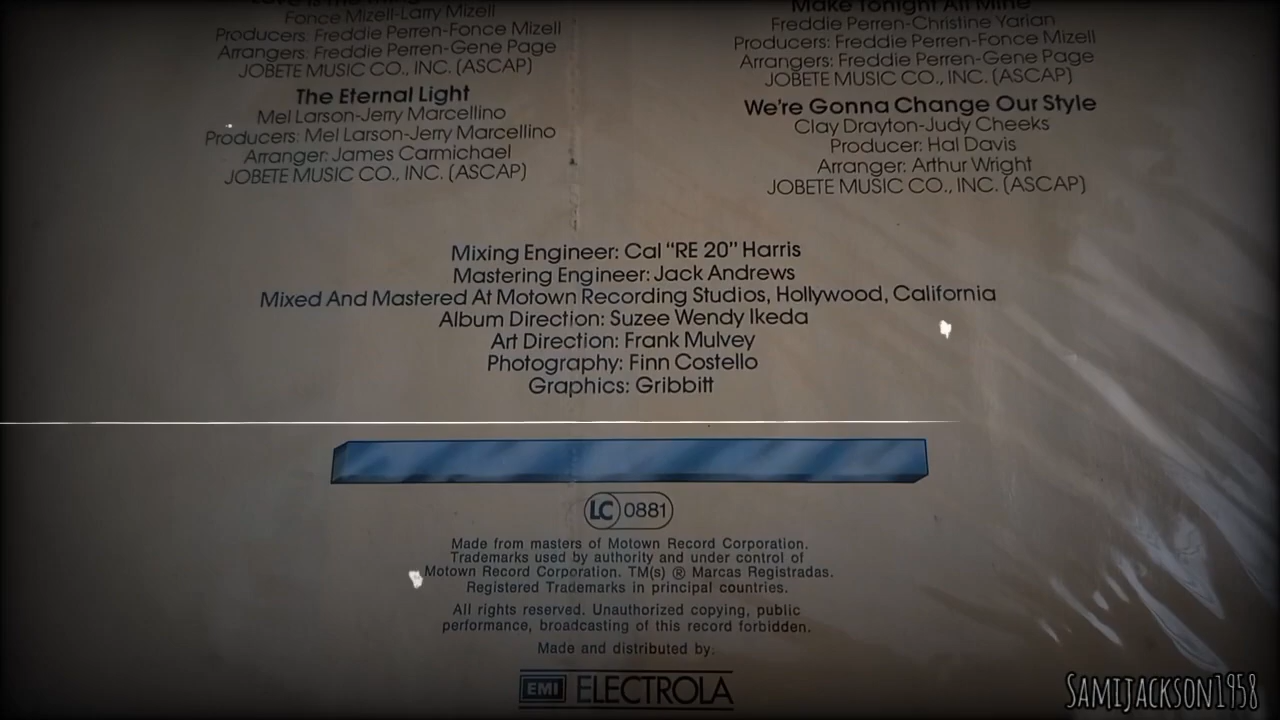 Love Is The Thing
Fonce Mizell-Larry Mizell
Producers: Freddie Perren-Fonce Mizell
Arrangers: Freddie Perren-Gene Page
JOBETE MUSIC CO., INC. (ASCAP)
The Eternal Light
Mel Larson-Jerry Marcellino
Producers: Mel Larson-Jerry Marcellino
Arranger: James Carmichael
JOBETE MUSIC CO., INC. (ASCAP)
Make Tonight All Mine
Freddie Perren-Christine Yarian
Producers: Freddie Perren-Fonce Mizell
Arrangers: Freddie Perren-Gene Page
JOBETE MUSIC CO., INC. (ASCAP)
We're Gonna Change Our Style
Clay Drayton-Judy Cheeks
Producer: Hal Davis
Arranger: Arthur Wright
JOBETE MUSIC CO., INC. (ASCAP)
Mixing Engineer: Cal "RE 20" Harris
Mastering Engineer: Jack Andrews
Mixed And Mastered At Motown Recording Studios, Hollywood, California
Album Direction: Suzee Wendy Ikeda
Art Direction: Frank Mulvey
Photography: Finn Costello
Graphics: Gribbitt
LC 0881
Made from masters of Motown Record Corporation.
Trademarks used by authority and under control of
Motown Record Corporation. TM(s) ® Marcas Registradas.
Registered Trademarks in principal countries.
All rights reserved. Unauthorized copying, public
performance, broadcasting of this record forbidden.
Made and distributed by:
EMI ELECTROLA
SAMIJACKSON1958